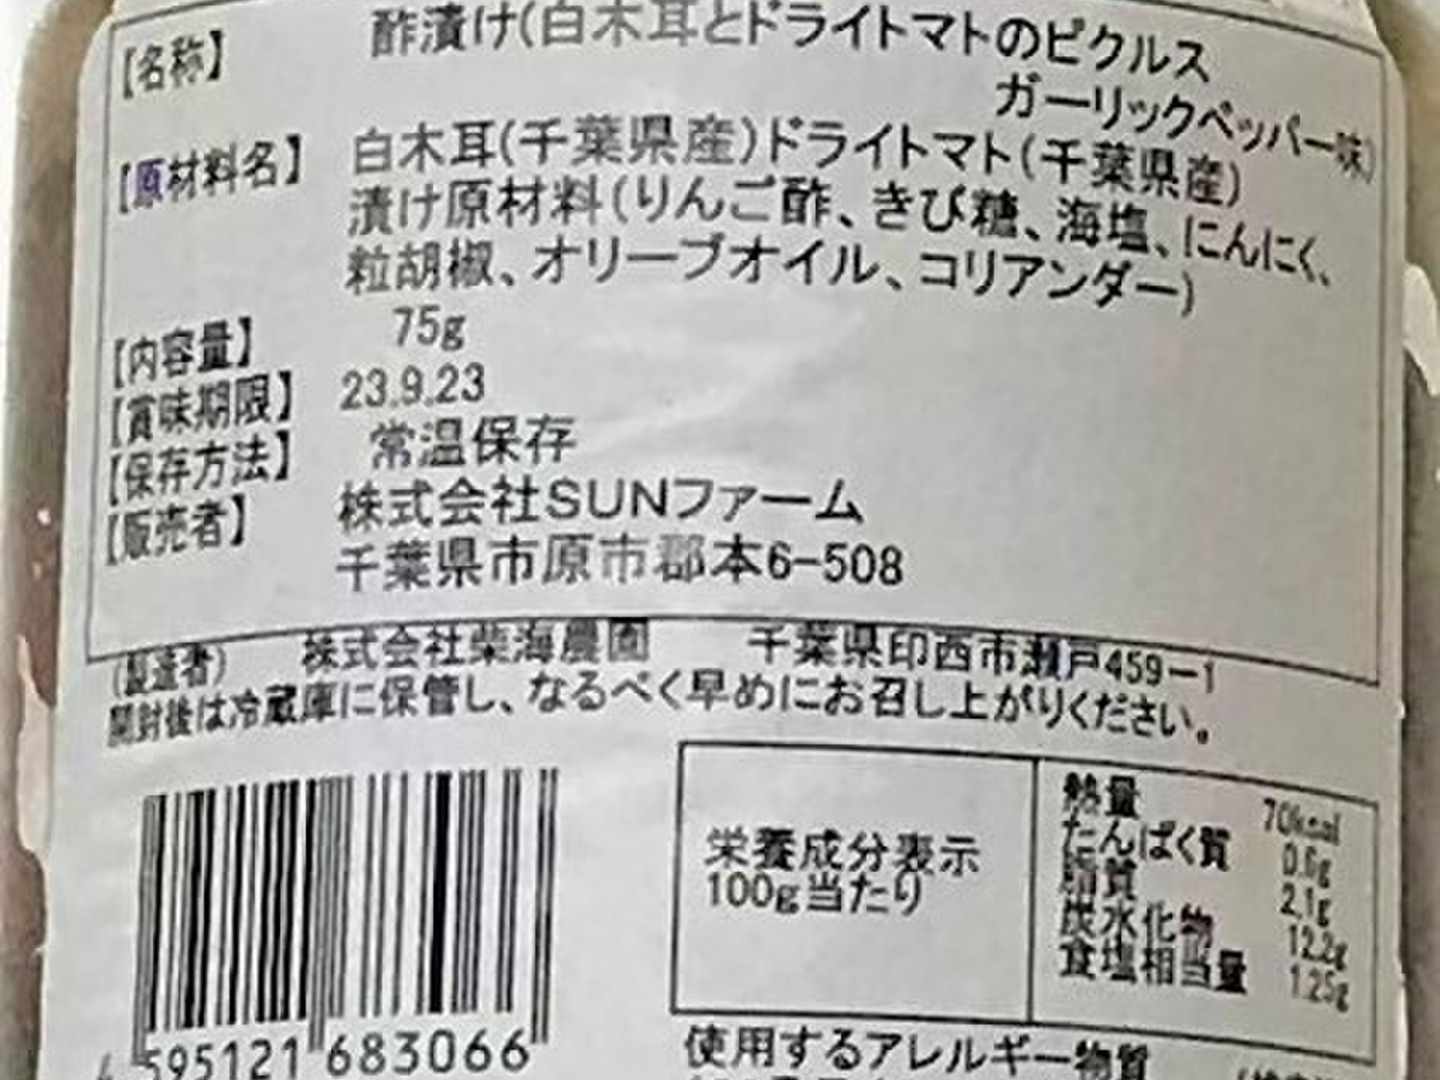 【名称】 酢漬け(白木耳とドライトマトのピクルス
ガーリックペッパー味)
【原材料名】 白木耳(千葉県産)ドライトマト(千葉県産)
漬け原材料(りんご酢、きび糖、海塩、にんにく、
粒胡椒、オリーブオイル、コリアンダー)
【内容量】 75g
【賞味期限】 23.9.23
【保存方法】 常温保存
【販売者】 株式会社SUNファーム
千葉県市原市郡本6-508
(製造者) 株式会社柴海農園 千葉県印西市瀬戸459-1
開封後は冷蔵庫に保管し、なるべく早めにお召し上がりください。
栄養成分表示
100g当たり
熱量 70kcal
たんぱく質 0.6g
脂質 2.1g
炭水化物 12.2g
食塩相当量 1.25g
4 595121 683066
使用するアレルギー物質